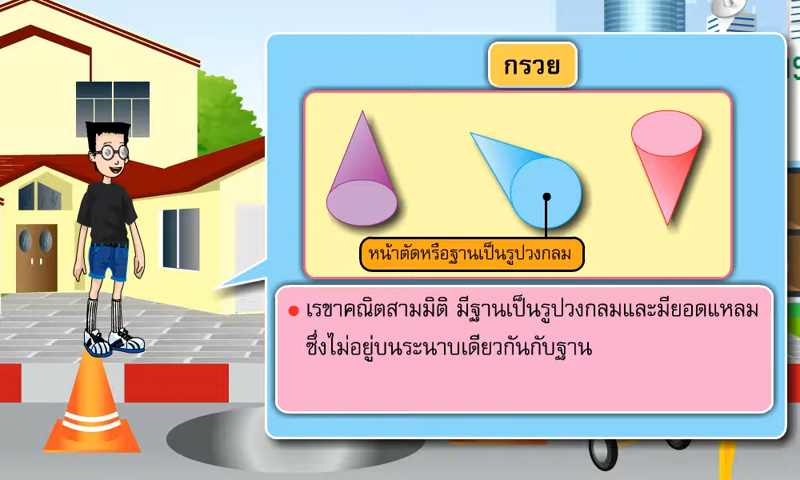 กรวย
หน้าตัดหรือฐานเป็นรูปวงกลม
เรขาคณิตสามมิติ มีฐานเป็นรูปวงกลมและมียอดแหลม
ซึ่งไม่อยู่บนระนาบเดียวกันกับฐาน